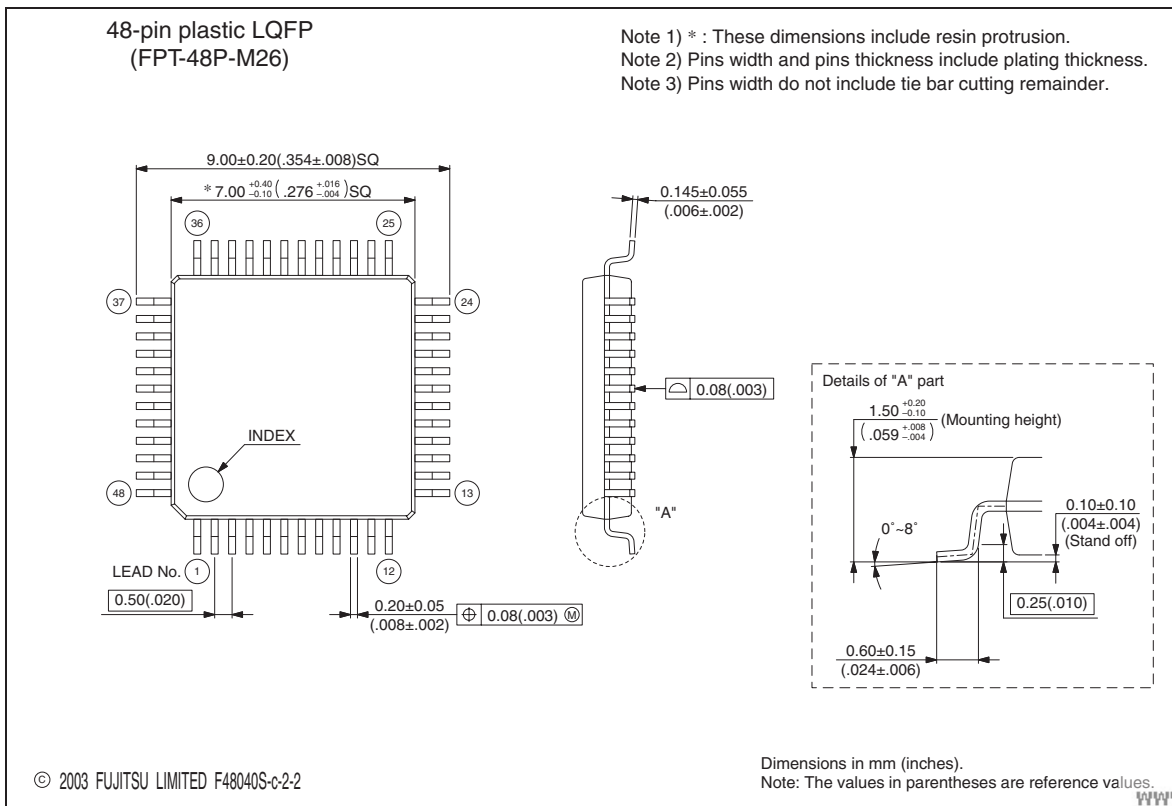 48-pin plastic LQFP
(FPT-48P-M26)
Note 1) * : These dimensions include resin protrusion.
Note 2) Pins width and pins thickness include plating thickness.
Note 3) Pins width do not include tie bar cutting remainder.
9.00±0.20(.354±.008)SQ
* 7.00 +0.40 −0.10 ( .276 +.016 −.004 )SQ
0.145±0.055
(.006±.002)
36
25
37
24
0.08(.003)
INDEX
48
13
"A"
LEAD No. 1
12
0.50(.020)
0.20±0.05
(.008±.002)
⌖ 0.08(.003) Ⓜ
Details of "A" part
1.50 +0.20 −0.10
( .059 +.008 −.004 )
(Mounting height)
0˚~8˚
0.10±0.10
(.004±.004)
(Stand off)
0.25(.010)
0.60±0.15
(.024±.006)
© 2003 FUJITSU LIMITED F48040S-c-2-2
Dimensions in mm (inches).
Note: The values in parentheses are reference values.